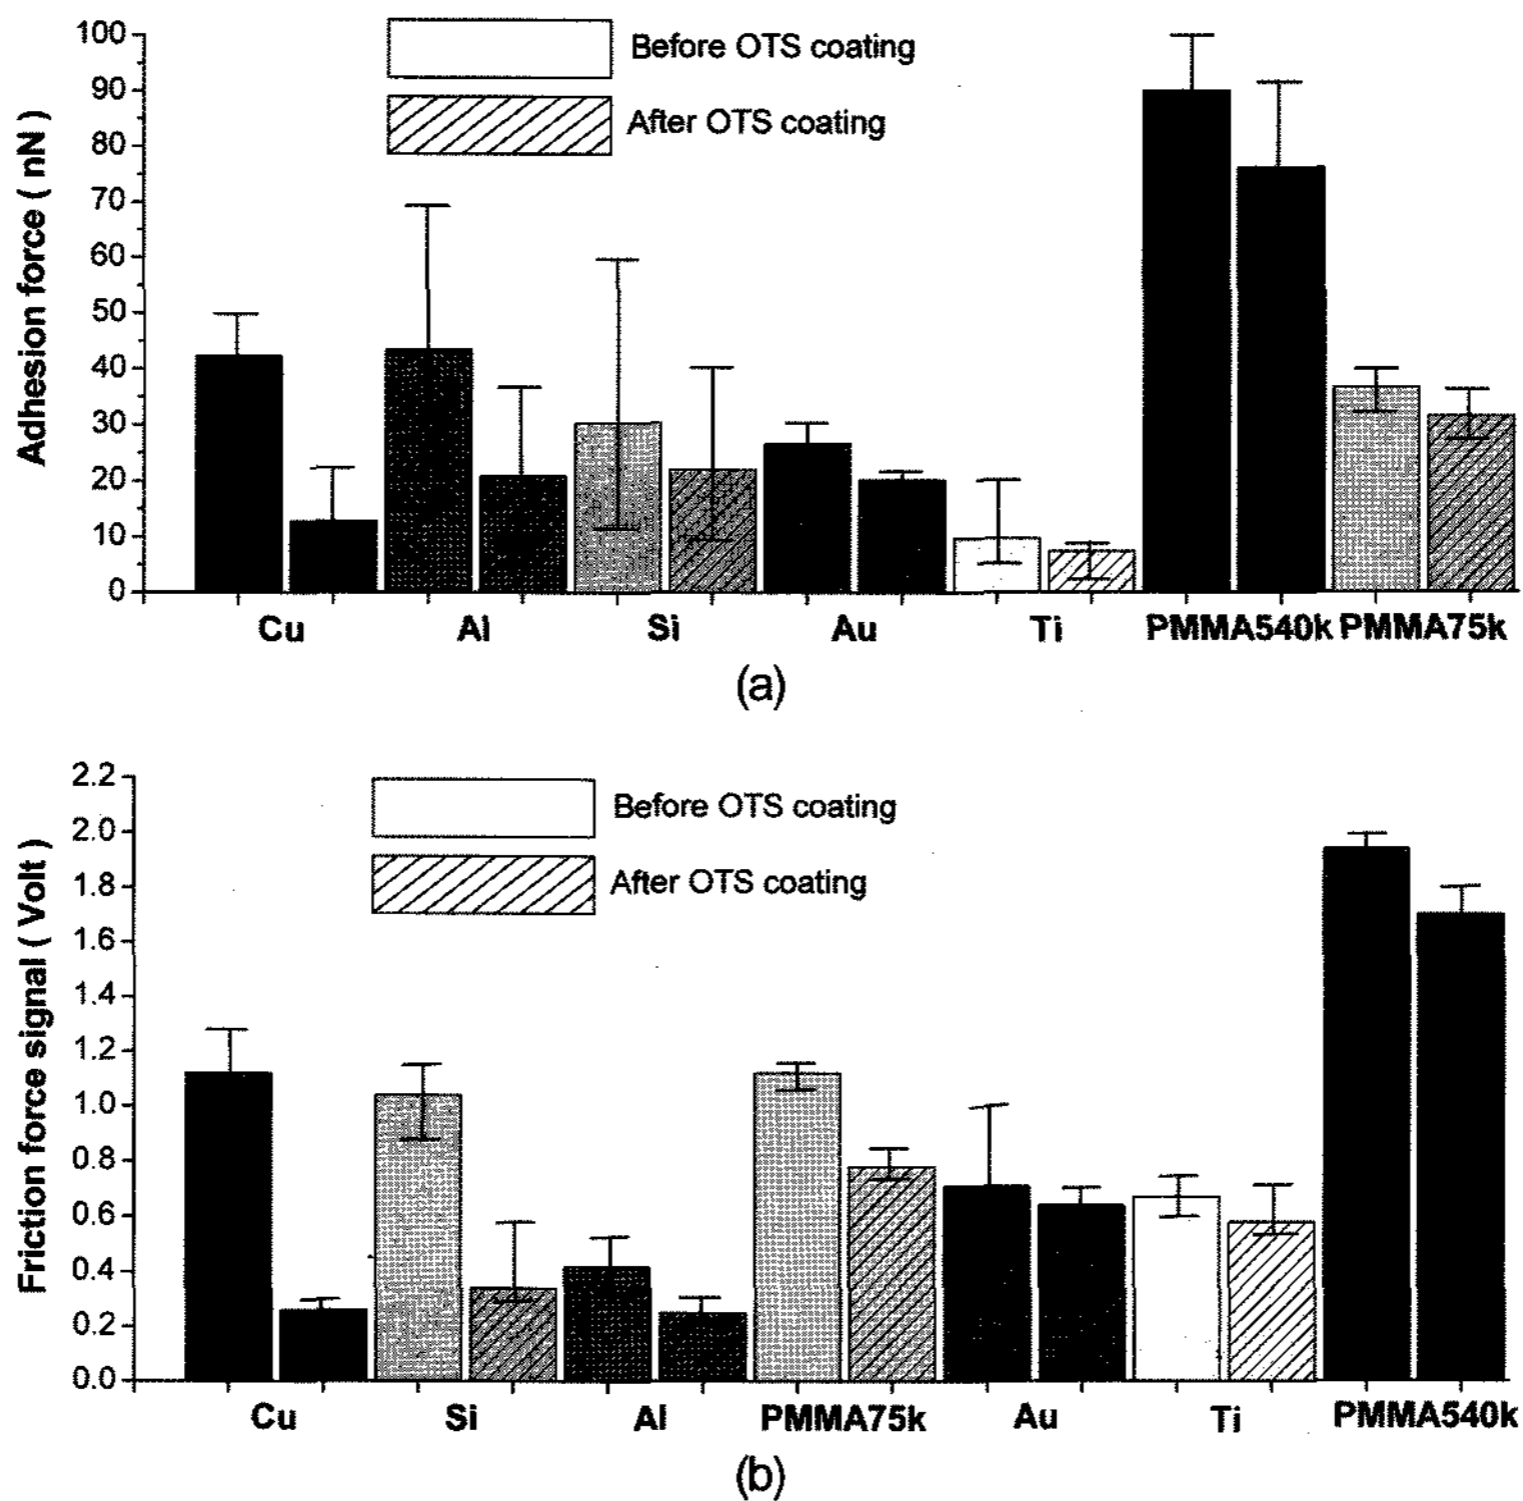 Before OTS coating
After OTS coating
Adhesion force ( nN )
100
90
80
70
60
50
40
30
20
10
0
Cu Al Si Au Ti PMMA540k PMMA75k
(a)
Before OTS coating
After OTS coating
Friction force signal ( Volt )
2.2
2.0
1.8
1.6
1.4
1.2
1.0
0.8
0.6
0.4
0.2
0.0
Cu Si Al PMMA75k Au Ti PMMA540k
(b)